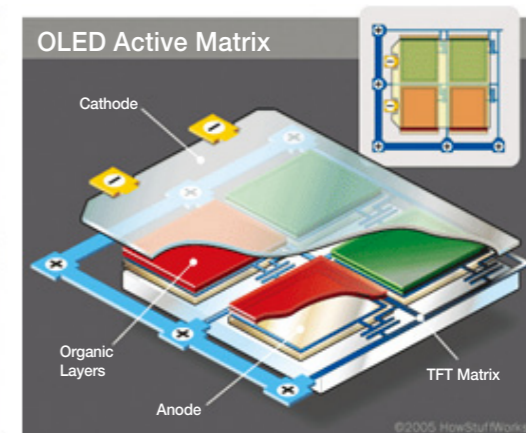 OLED Active Matrix
Cathode
Organic
Layers
Anode
TFT Matrix
©2005 HowStuffWorks